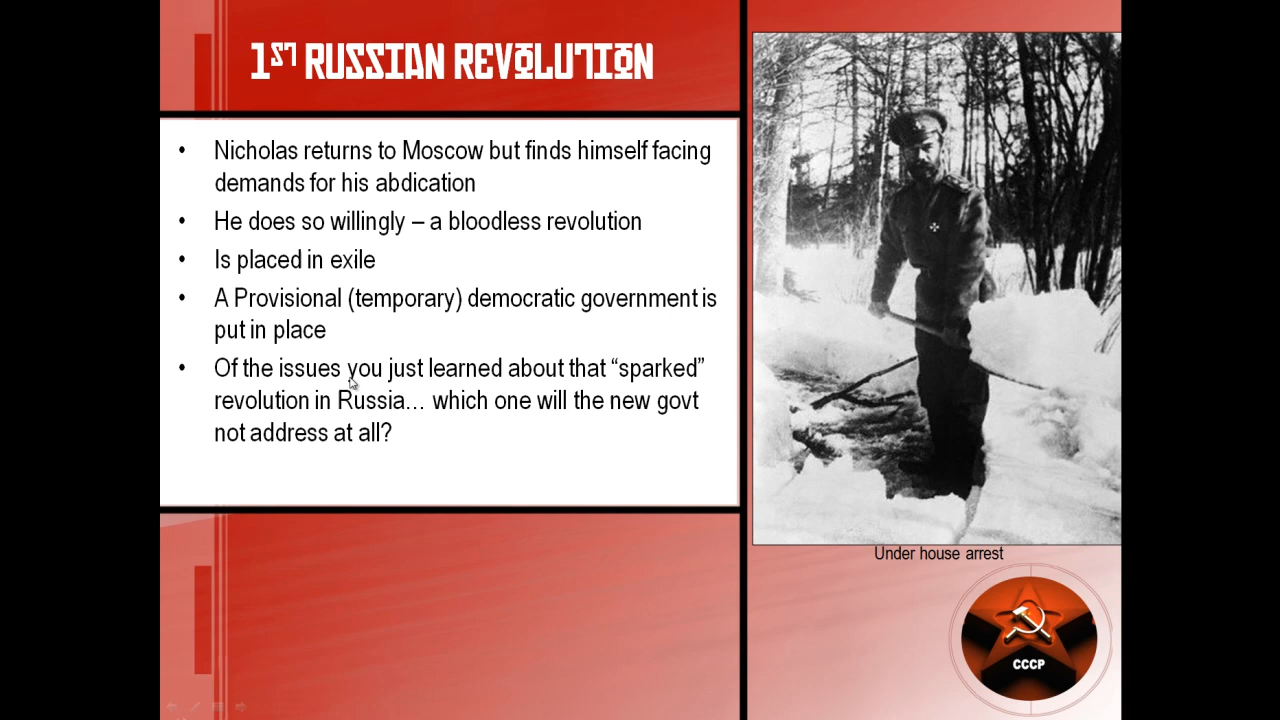 1ST RUSSIAN REVOLUTION
• Nicholas returns to Moscow but finds himself facing
demands for his abdication
• He does so willingly – a bloodless revolution
• Is placed in exile
• A Provisional (temporary) democratic government is
put in place
• Of the issues you just learned about that “sparked”
revolution in Russia… which one will the new govt
not address at all?
Under house arrest
CCCP